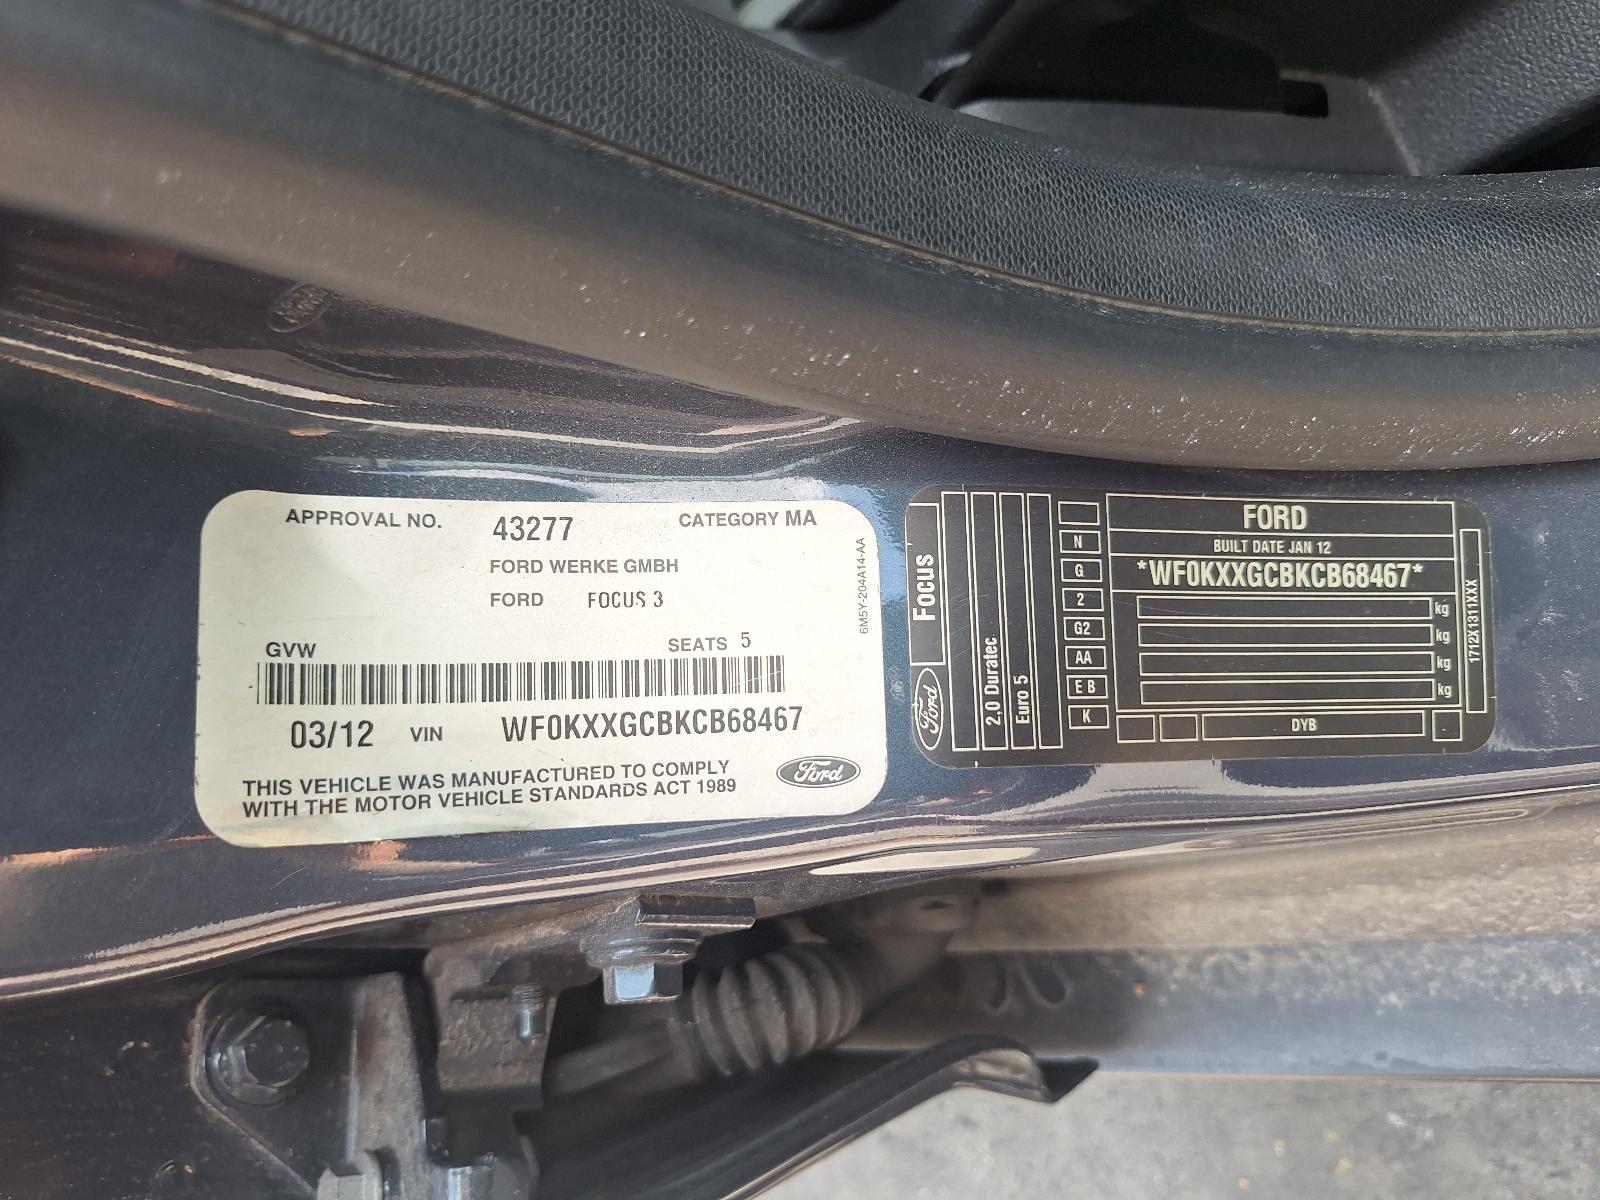 APPROVAL NO. 43277 CATEGORY MA
FORD WERKE GMBH
FORD FOCUS 3
GVW SEATS 5
03/12 VIN WF0KXXGCBKCB68467
THIS VEHICLE WAS MANUFACTURED TO COMPLY
WITH THE MOTOR VEHICLE STANDARDS ACT 1989
Ford
6M5Y-204A14-AA
Focus
Ford
2,0 Duratec
Euro 5
N
G
2
G2
AA
E B
K
FORD
BUILT DATE JAN 12
*WF0KXXGCBKCB68467*
kg
kg
kg
kg
DYB
1712X1311XXX